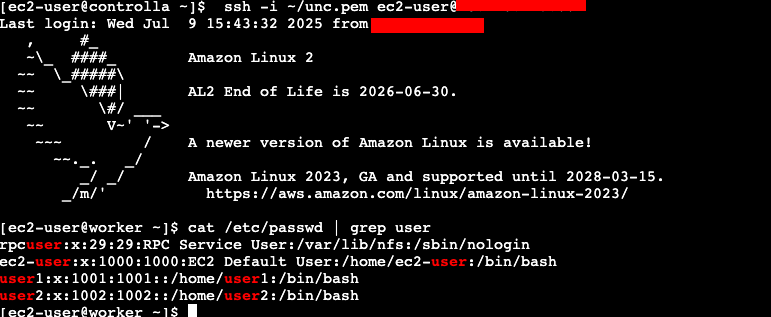 [ec2-user@controlla ~]$  ssh -i ~/unc.pem ec2-user@
Last login: Wed Jul  9 15:43:32 2025 from
   ,     #_
   ~\_  ####_        Amazon Linux 2
  ~~  \_#####\
  ~~     \###|       AL2 End of Life is 2026-06-30.
  ~~       \#/ ___
   ~~       V~' '->
    ~~~         /    A newer version of Amazon Linux is available!
      ~~._.   _/
         _/ _/       Amazon Linux 2023, GA and supported until 2028-03-15.
       _/m/'           https://aws.amazon.com/linux/amazon-linux-2023/
[ec2-user@worker ~]$ cat /etc/passwd | grep user
rpcuser:x:29:29:RPC Service User:/var/lib/nfs:/sbin/nologin
ec2-user:x:1000:1000:EC2 Default User:/home/ec2-user:/bin/bash
user1:x:1001:1001::/home/user1:/bin/bash
user2:x:1002:1002::/home/user2:/bin/bash
[ec2-user@worker ~]$